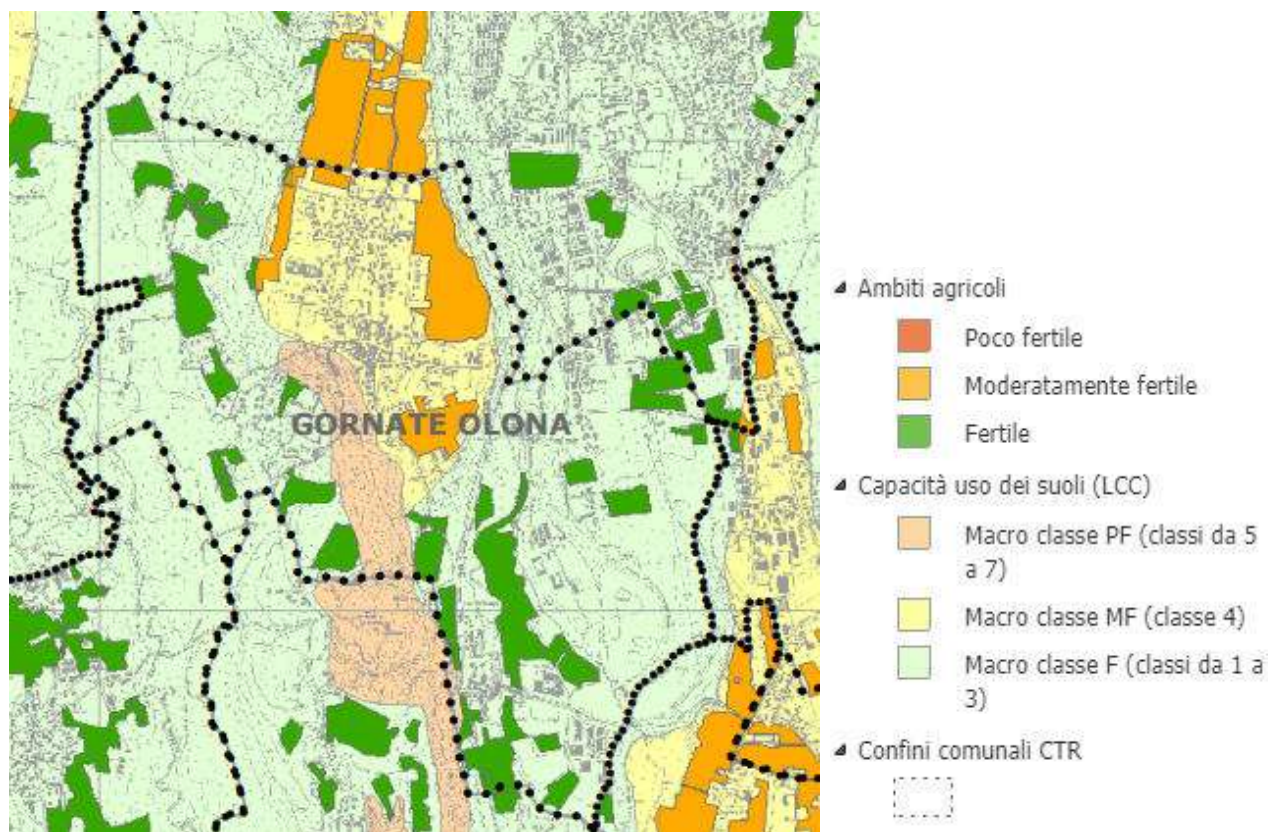 GORNATE OLONA
Ambiti agricoli
Poco fertile
Moderatamente fertile
Fertile
Capacità uso dei suoli (LCC)
Macro classe PF (classi da 5
a 7)
Macro classe MF (classe 4)
Macro classe F (classi da 1 a
3)
Confini comunali CTR